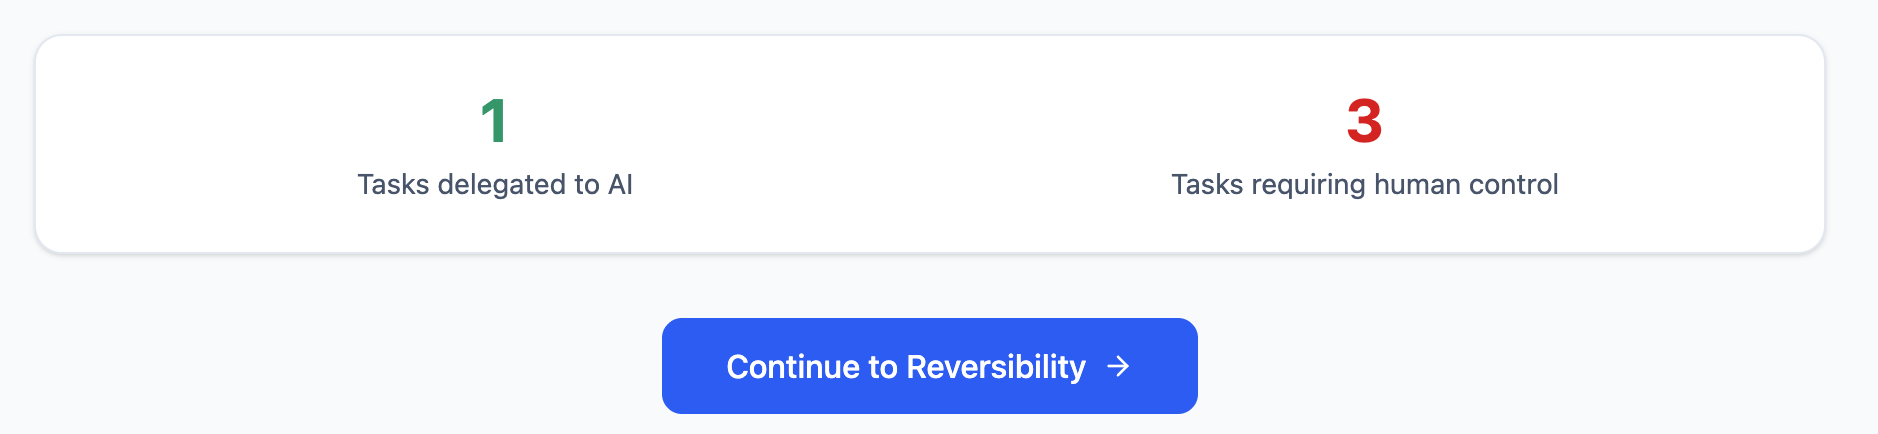 1
Tasks delegated to AI
3
Tasks requiring human control
Continue to Reversibility →